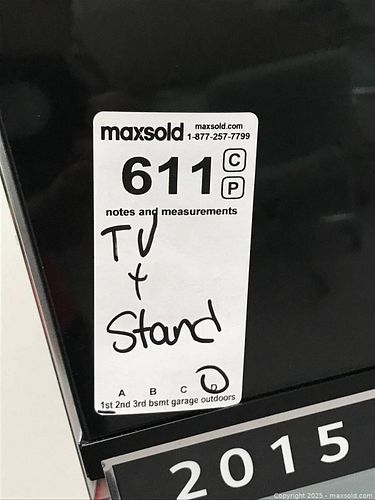 maxsold maxsold.com
1-877-257-7799
611 C
P
notes and measurements
TV
+
Stand
A B C D
1st 2nd 3rd bsmt garage outdoors
2015
Copyright 2025 - maxsold.com